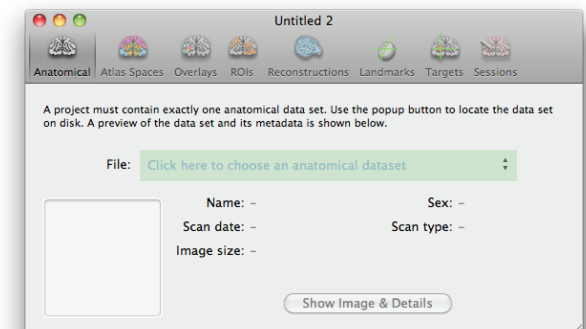 Untitled 2
Anatomical Atlas Spaces Overlays ROIs Reconstructions Landmarks Targets Sessions
A project must contain exactly one anatomical data set. Use the popup button to locate the data set
on disk. A preview of the data set and its metadata is shown below.
File: Click here to choose an anatomical dataset
Name: – Sex: –
Scan date: – Scan type: –
Image size: –
Show Image & Details